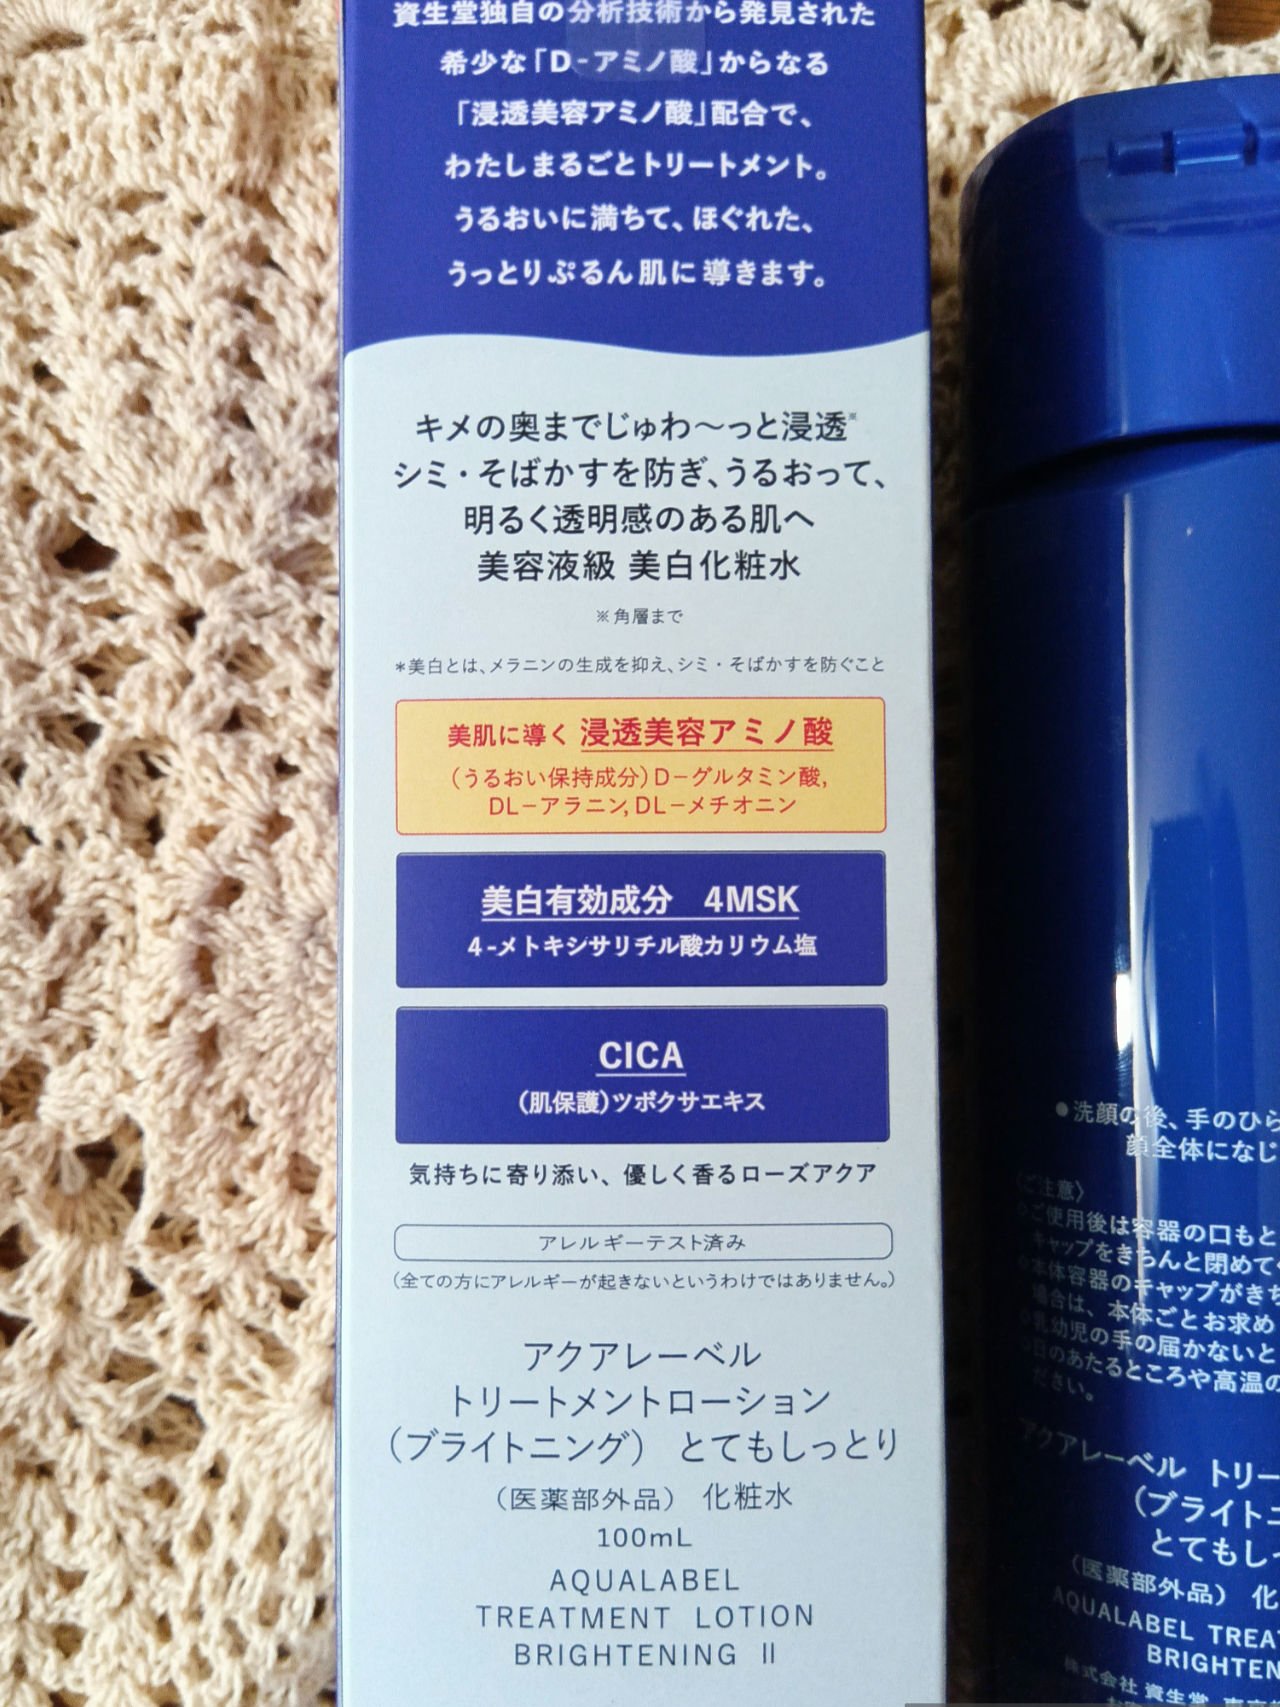 資生堂独自の分析技術から発見された
希少な「D-アミノ酸」からなる
「浸透美容アミノ酸」配合で、
わたしまるごとトリートメント。
うるおいに満ちて、ほぐれた、
うっとりぷるん肌に導きます。
キメの奥までじゅわ～っと浸透※
シミ・そばかすを防ぎ、うるおって、
明るく透明感のある肌へ
美容液級 美白化粧水
※角層まで
*美白とは、メラニンの生成を抑え、シミ・そばかすを防ぐこと
美肌に導く 浸透美容アミノ酸
(うるおい保持成分)D-グルタミン酸,
DL-アラニン,DL-メチオニン
美白有効成分 4MSK
4-メトキシサリチル酸カリウム塩
CICA
(肌保護)ツボクサエキス
気持ちに寄り添い、優しく香るローズアクア
アレルギーテスト済み
(全ての方にアレルギーが起きないというわけではありません。)
アクアレーベル
トリートメントローション
(ブライトニング) とてもしっとり
(医薬部外品) 化粧水
100mL
AQUALABEL
TREATMENT LOTION
BRIGHTENING II
●洗顔の後、手のひら
顔全体になじ
〈ご注意〉
ご使用後は容器の口もと
キャップをきちんと閉めて
本体容器のキャップがきち
場合は、本体ごとお求め
乳幼児の手の届かないと
日のあたるところや高温の
ださい。
アクアレーベル トリー
(ブライトニ
とてもしっ
(医薬部外品) 化
AQUALABEL TREA
BRIGHTEN
株式会社 資生堂